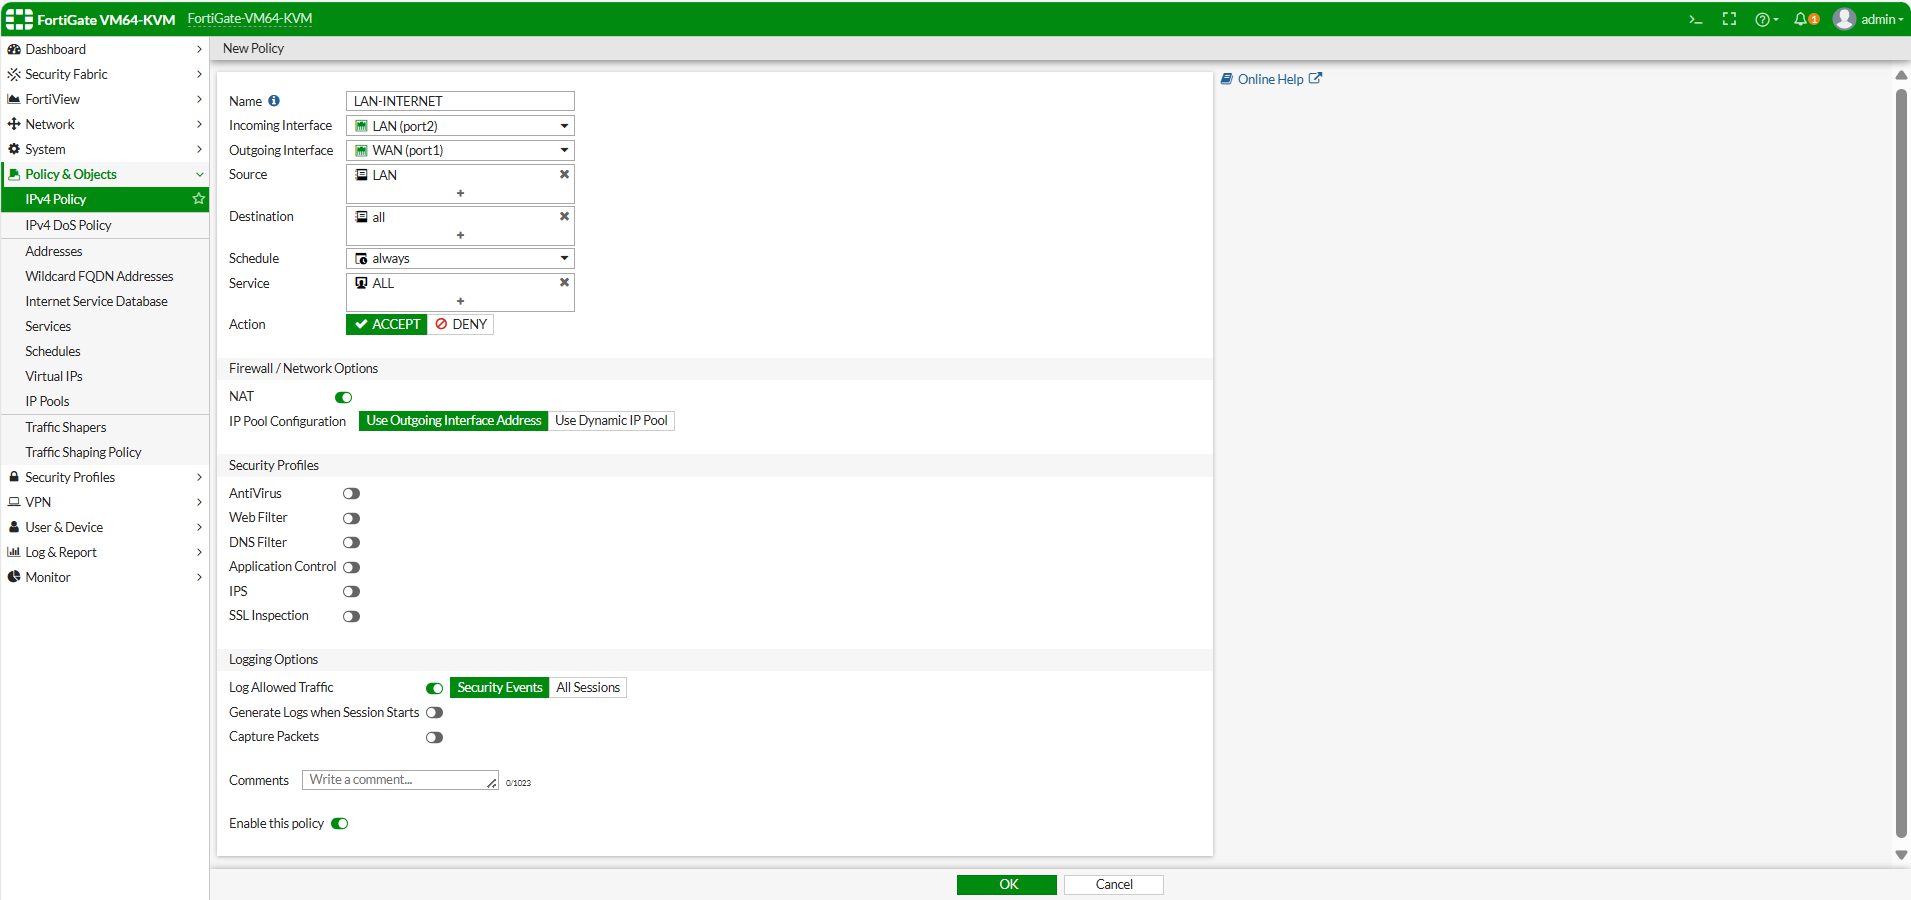 FortiGate VM64-KVM FortiGate-VM64-KVM 1 admin
Dashboard
Security Fabric
FortiView
Network
System
Policy & Objects
IPv4 Policy
IPv4 DoS Policy
Addresses
Wildcard FQDN Addresses
Internet Service Database
Services
Schedules
Virtual IPs
IP Pools
Traffic Shapers
Traffic Shaping Policy
Security Profiles
VPN
User & Device
Log & Report
Monitor
New Policy
Name LAN-INTERNET
Incoming Interface LAN (port2)
Outgoing Interface WAN (port1)
Source LAN
+
Destination all
+
Schedule always
Service ALL
+
Action ACCEPT DENY
Firewall / Network Options
NAT
IP Pool Configuration Use Outgoing Interface Address Use Dynamic IP Pool
Security Profiles
AntiVirus
Web Filter
DNS Filter
Application Control
IPS
SSL Inspection
Logging Options
Log Allowed Traffic Security Events All Sessions
Generate Logs when Session Starts
Capture Packets
Comments Write a comment... 0/1023
Enable this policy
OK Cancel
Online Help